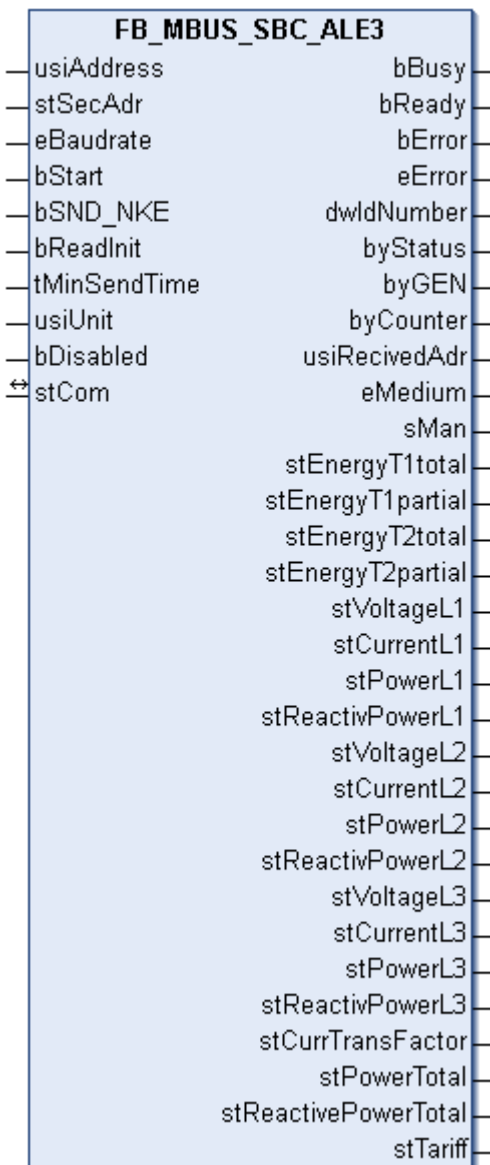 FB_MBUS_SBC_ALE3
usiAddress bBusy
stSecAdr bReady
eBaudrate bError
bStart eError
bSND_NKE dwIdNumber
bReadInit byStatus
tMinSendTime byGEN
usiUnit byCounter
bDisabled usiRecivedAdr
stCom eMedium
sMan
stEnergyT1total
stEnergyT1partial
stEnergyT2total
stEnergyT2partial
stVoltageL1
stCurrentL1
stPowerL1
stReactivPowerL1
stVoltageL2
stCurrentL2
stPowerL2
stReactivPowerL2
stVoltageL3
stCurrentL3
stPowerL3
stReactivPowerL3
stCurrTransFactor
stPowerTotal
stReactivePowerTotal
stTariff